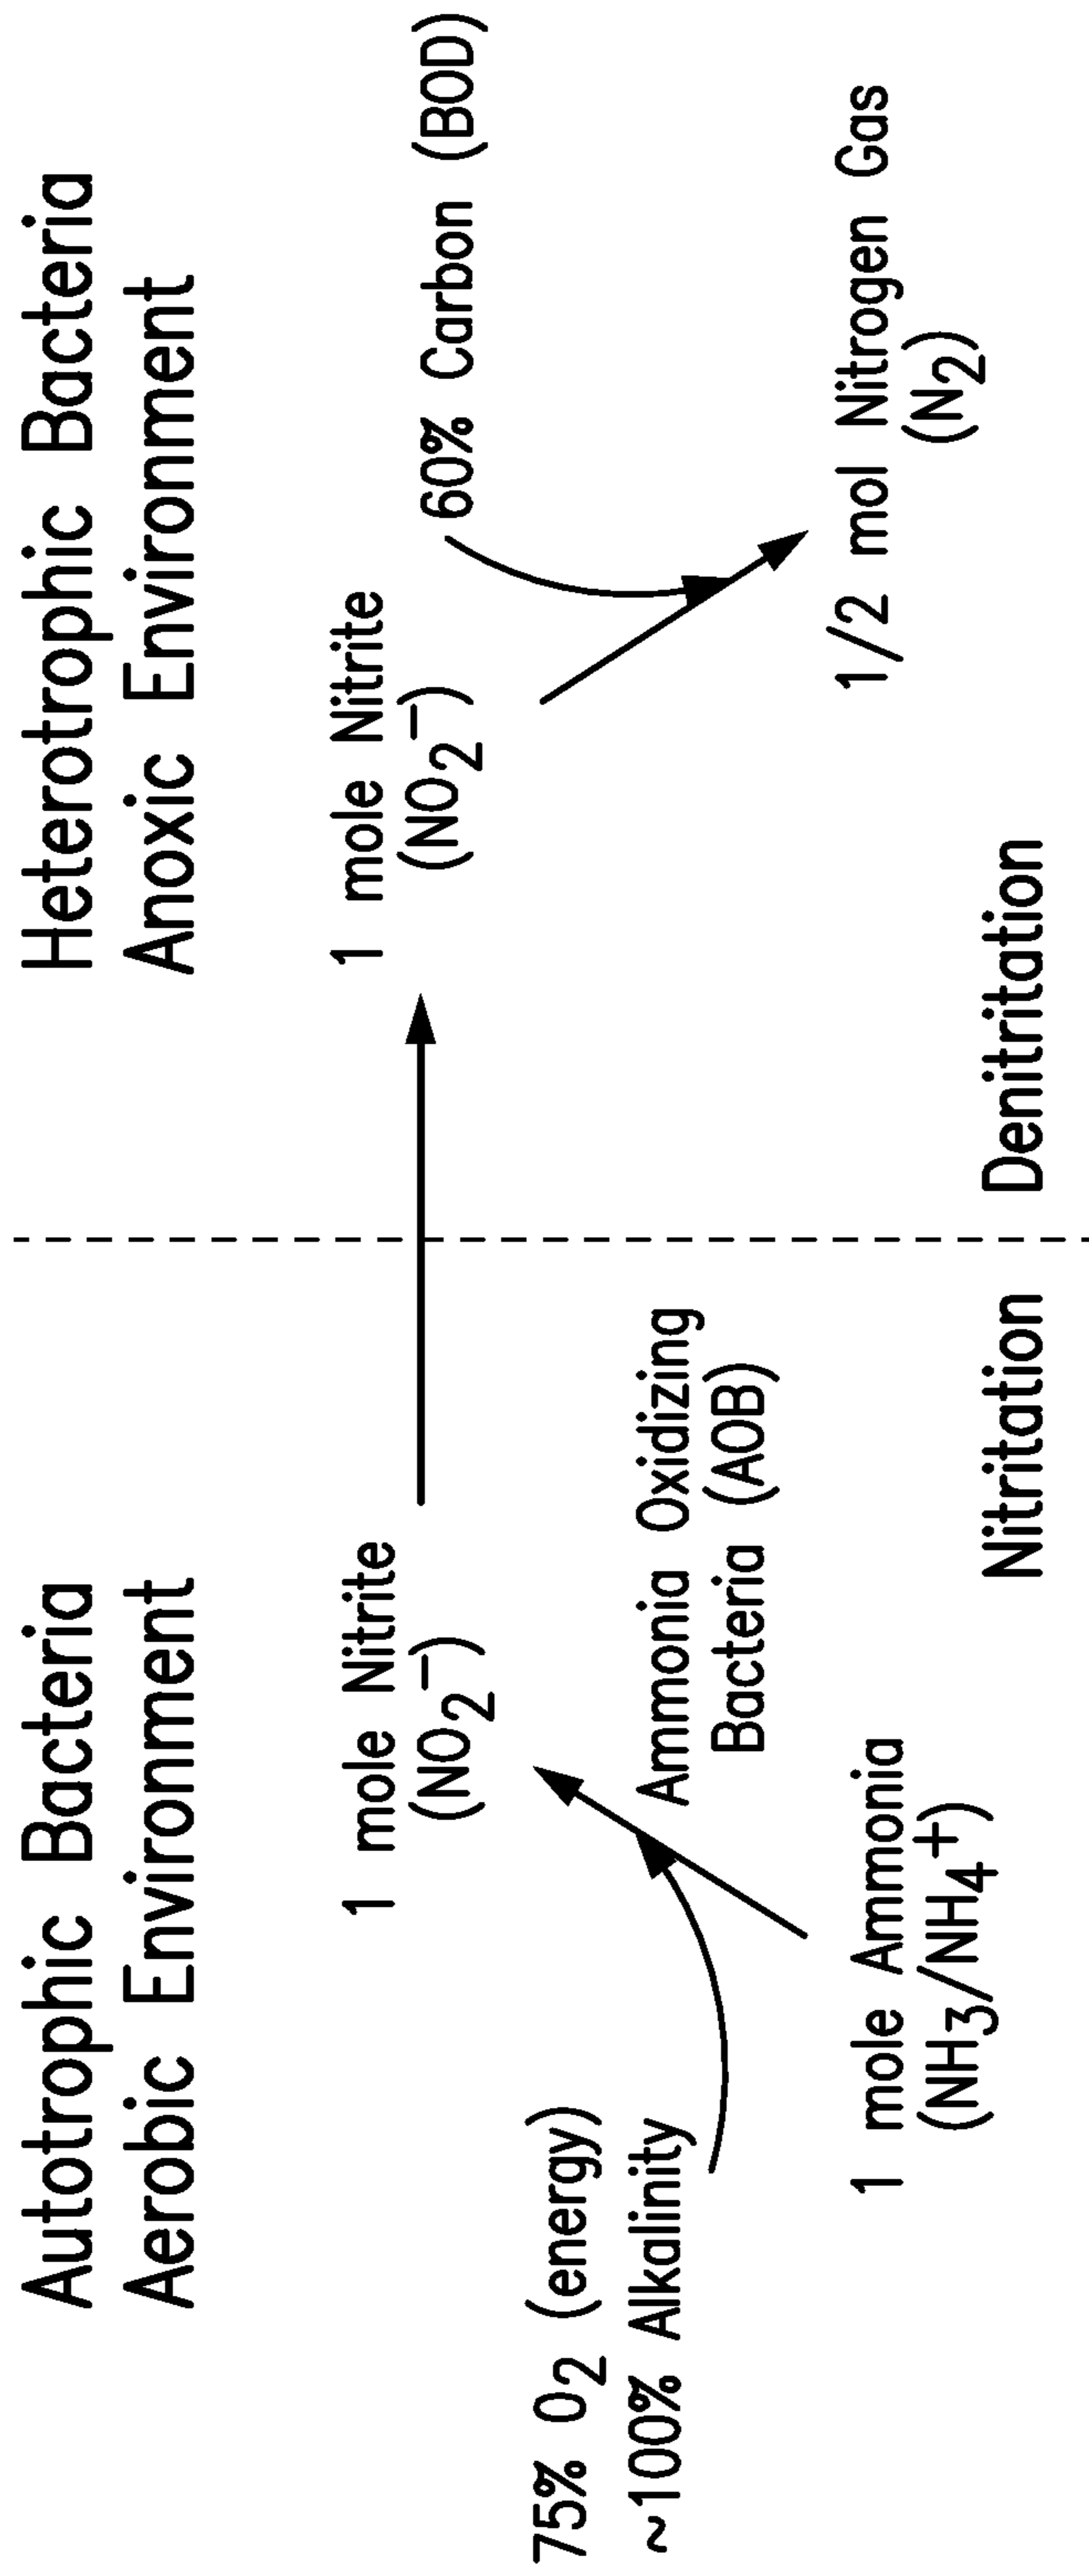 Autotrophic Bacteria
Aerobic Environment
Heterotrophic Bacteria
Anoxic Environment
1 mole Nitrite
(NO₂⁻)
1 mole Nitrite
(NO₂⁻)
75% O₂ (energy)
~100% Alkalinity
60% Carbon (BOD)
Ammonia Oxidizing
Bacteria (AOB)
1 mole Ammonia
(NH₃/NH₄⁺)
1/2 mol Nitrogen Gas
(N₂)
Nitritation
Denitritation